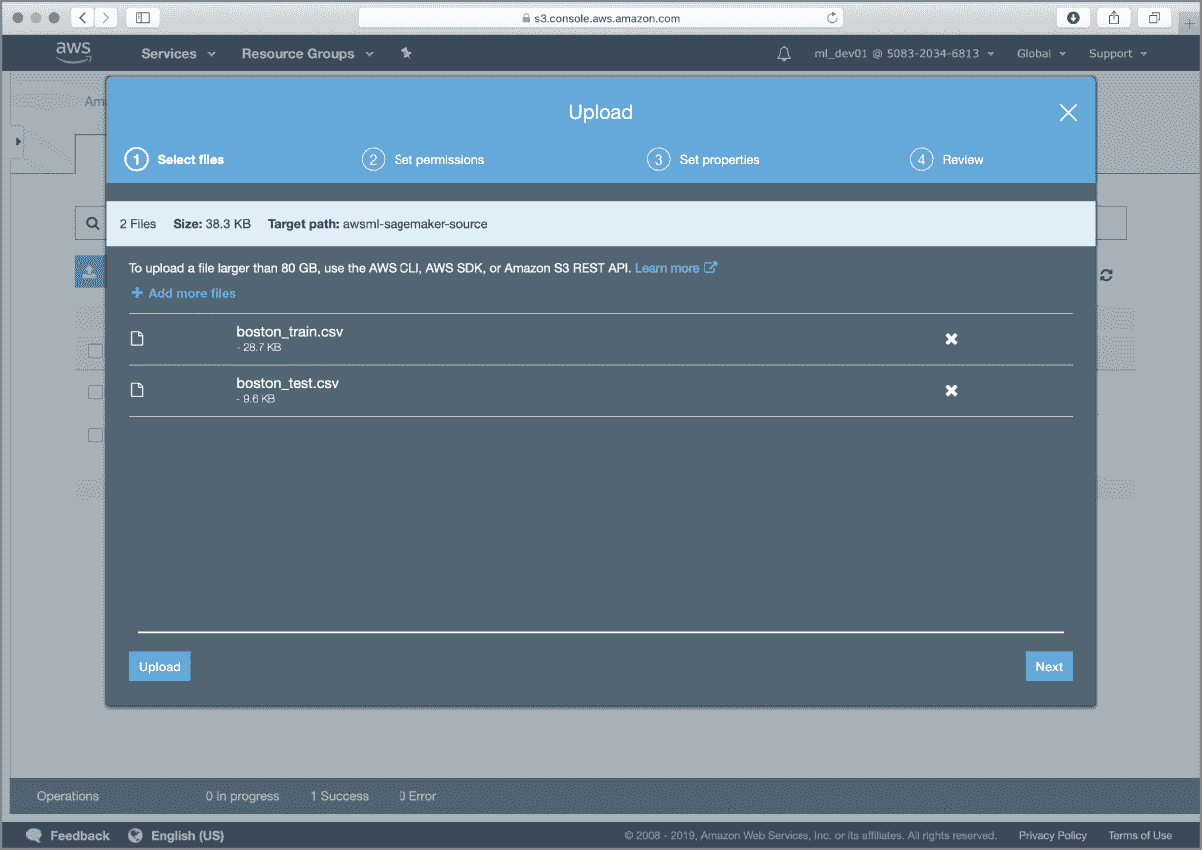 s3.console.aws.amazon.com
aws Services Resource Groups ml_dev01 @ 5083-2034-6813 Global Support
Upload
1 Select files 2 Set permissions 3 Set properties 4 Review
2 Files Size: 38.3 KB Target path: awsml-sagemaker-source
To upload a file larger than 80 GB, use the AWS CLI, AWS SDK, or Amazon S3 REST API. Learn more
Add more files
boston_train.csv
- 28.7 KB
boston_test.csv
- 9.6 KB
Upload Next
Operations 0 In progress 1 Success 0 Error
Feedback English (US) © 2008 - 2019, Amazon Web Services, Inc. or its affiliates. All rights reserved. Privacy Policy Terms of Use